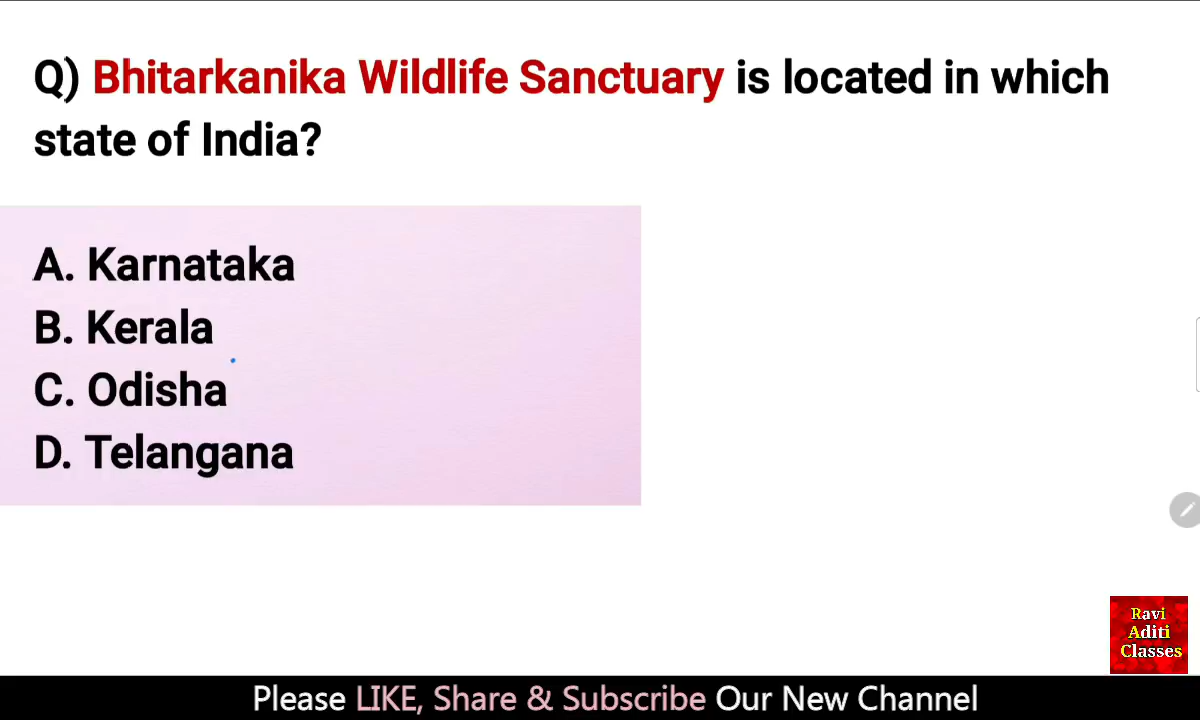 Q) Bhitarkanika Wildlife Sanctuary is located in which
state of India?
A. Karnataka
B. Kerala
C. Odisha
D. Telangana
Ravi
Aditi
Classes
Please LIKE, Share & Subscribe Our New Channel